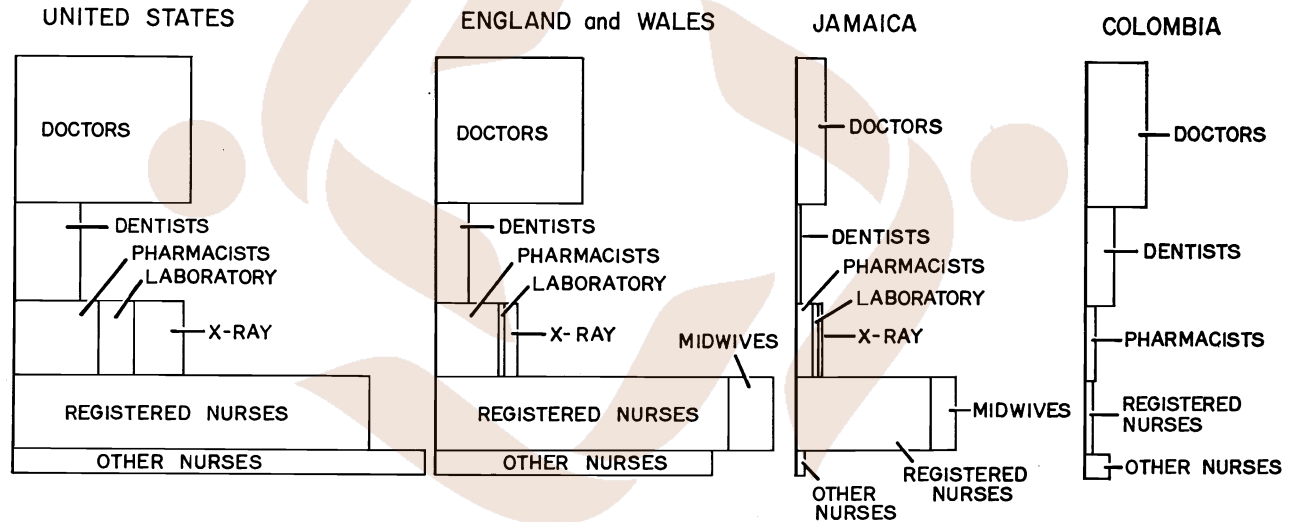 UNITED STATES
DOCTORS
DENTISTS
PHARMACISTS
LABORATORY
X-RAY
REGISTERED NURSES
OTHER NURSES
ENGLAND and WALES
DOCTORS
DENTISTS
PHARMACISTS
LABORATORY
X-RAY
MIDWIVES
REGISTERED NURSES
OTHER NURSES
JAMAICA
DOCTORS
DENTISTS
PHARMACISTS
LABORATORY
X-RAY
MIDWIVES
REGISTERED
NURSES
OTHER
NURSES
COLOMBIA
DOCTORS
DENTISTS
PHARMACISTS
REGISTERED
NURSES
OTHER NURSES